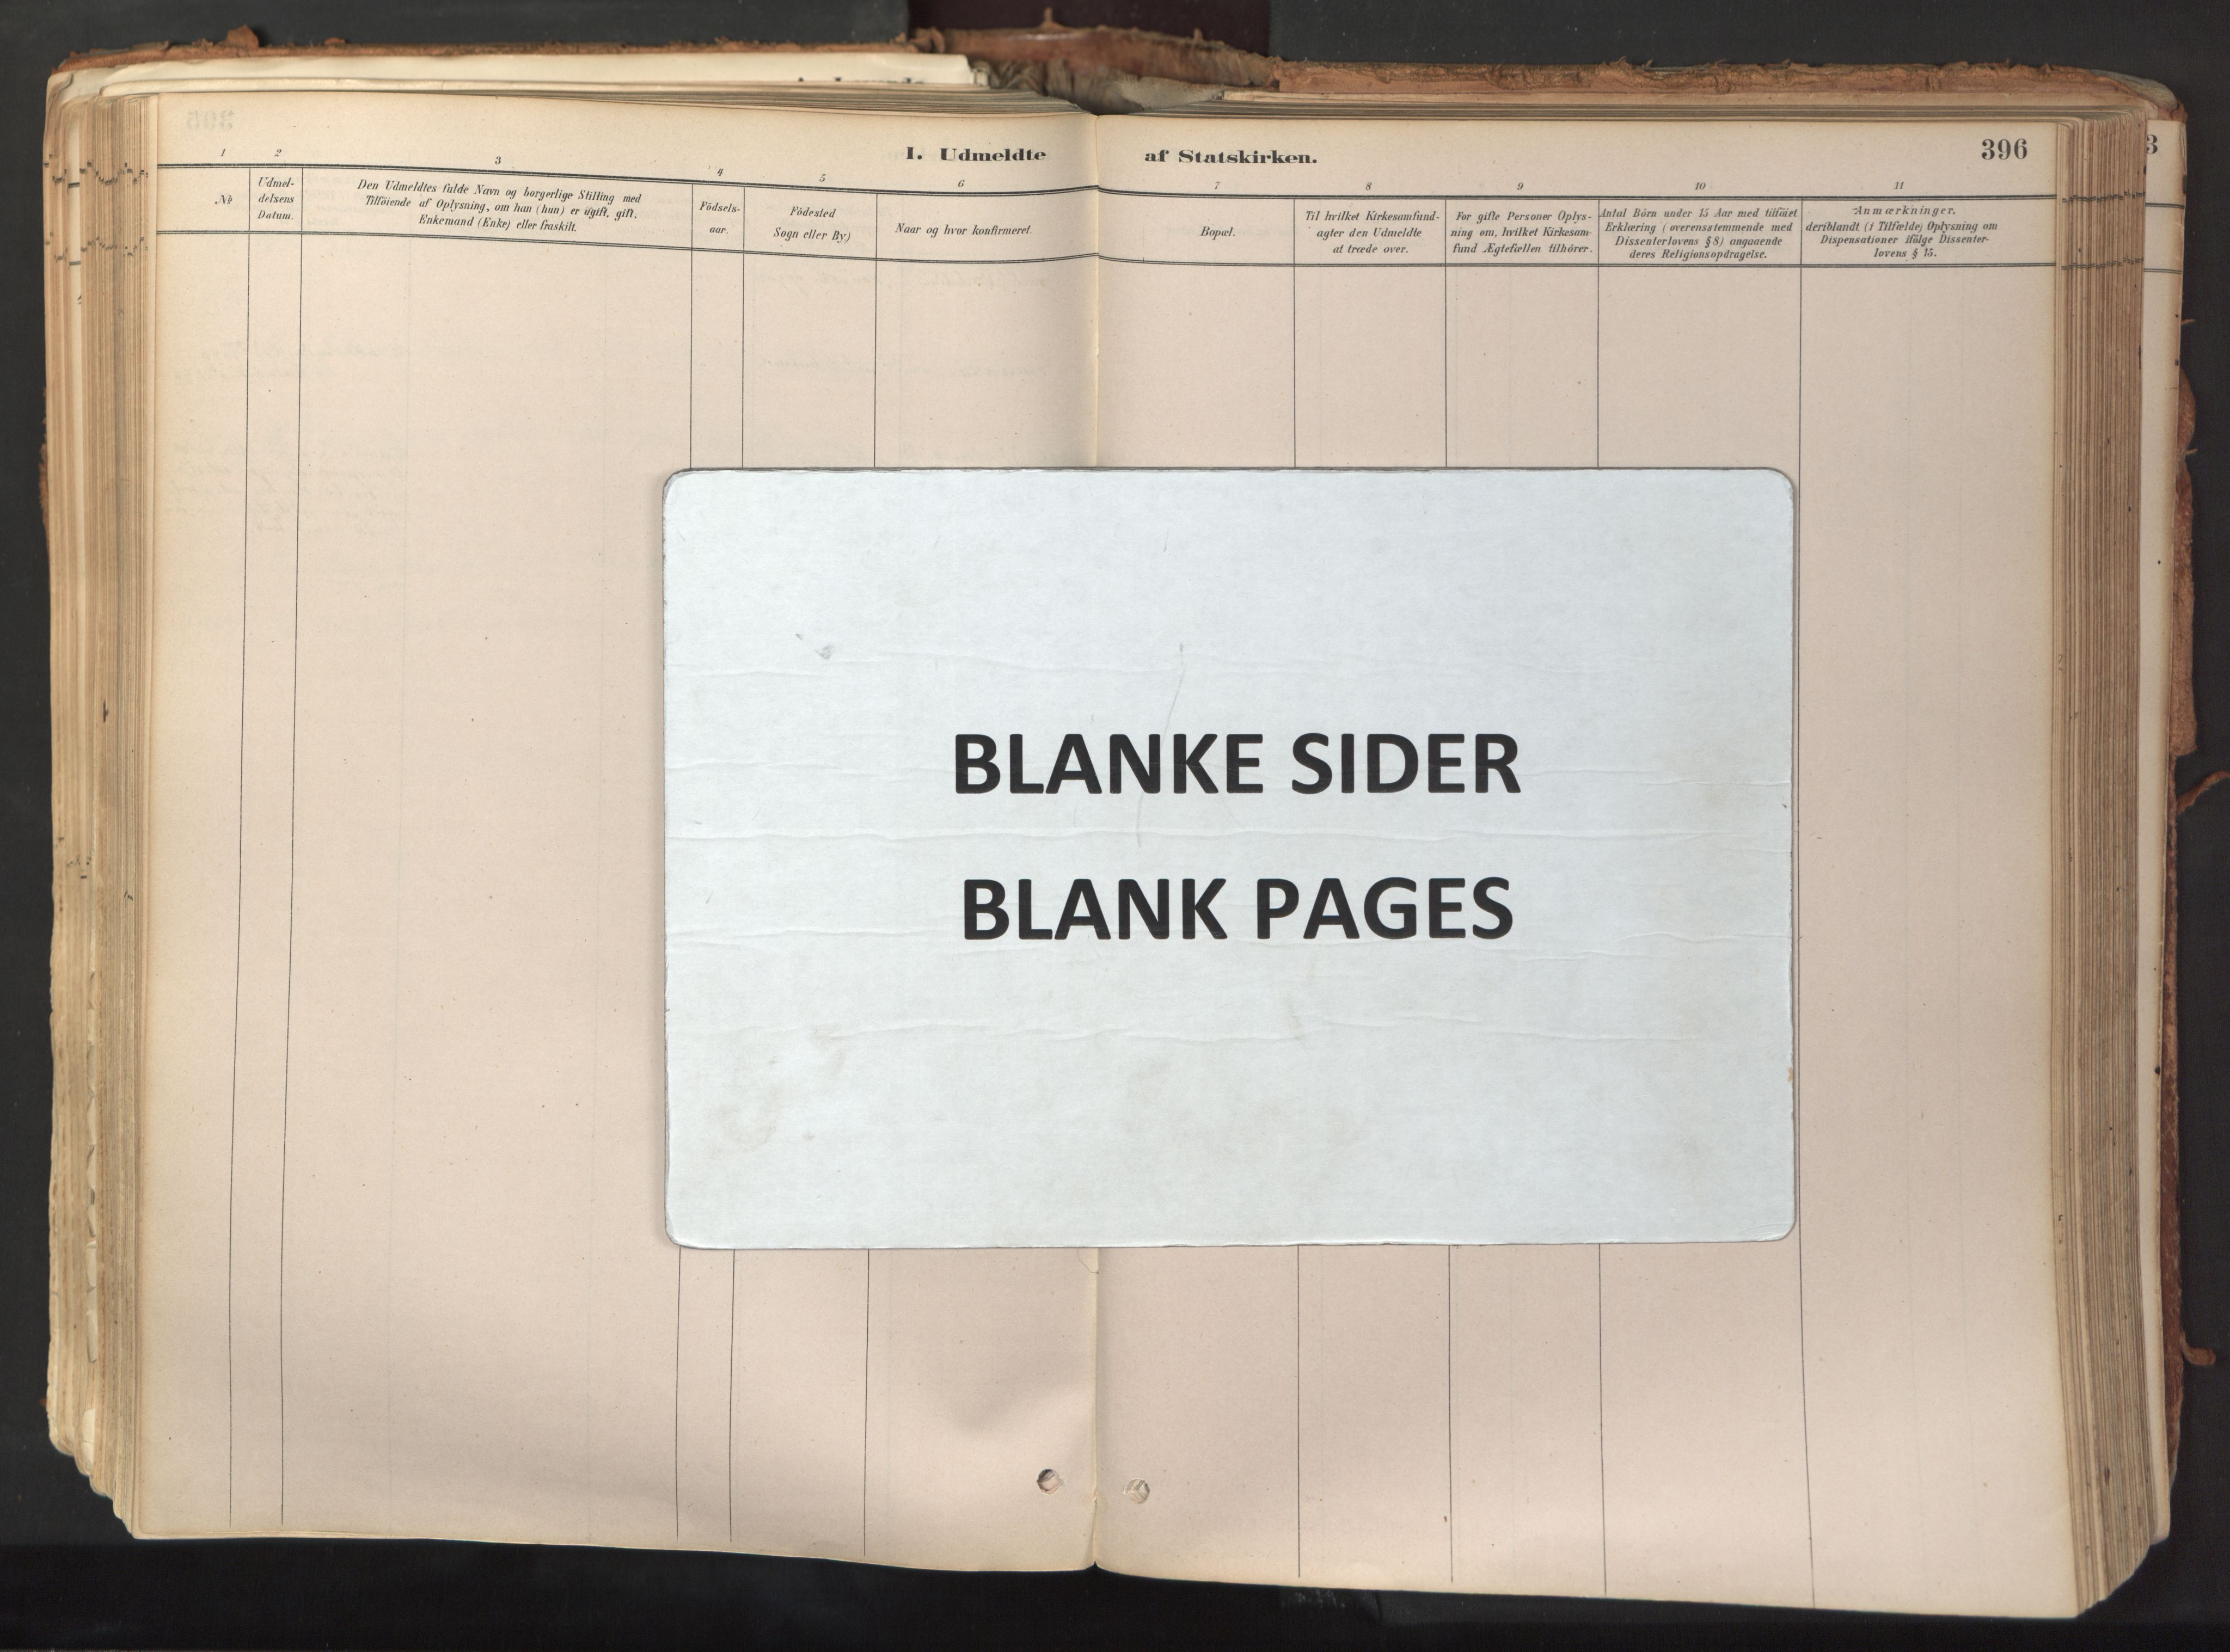 I. Udmeldte af Statskirken.
396
1
2
3
4
5
6
7
8
9
10
11
№
Udmel-
delsens
Datum.
Den Udmeldtes fulde Navn og borgerlige Stilling med
Tilføiende af Oplysning, om han (hun) er ugift, gift,
Enkemand (Enke) eller fraskilt.
Födsels-
aar.
Födested
Sogn eller By)
Naar og hvor konfirmeret.
Bopæl.
Til hvilket Kirkesamfund-
agter den Udmeldte
at træde over.
For gifte Personer Oplys-
ning om, hvilket Kirkesam-
fund Ægtefællen tilhörer.
Antal Börn under 15 Aar med tilföiet
Erklæring (overensstemmende med
Dissenterlovens § 8) angaaende
deres Religionsopdragelse.
Anmærkninger,
deriblandt (i Tilfælde) Oplysning om
Dispensationer ifölge Dissenter-
lovens § 15.
BLANKE SIDER
BLANK PAGES